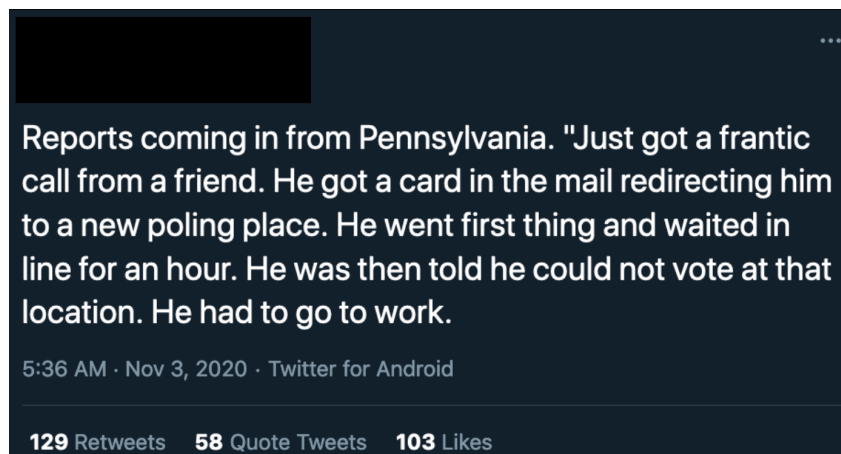 Reports coming in from Pennsylvania. "Just got a frantic
call from a friend. He got a card in the mail redirecting him
to a new poling place. He went first thing and waited in
line for an hour. He was then told he could not vote at that
location. He had to go to work.
5:36 AM · Nov 3, 2020 · Twitter for Android
129 Retweets 58 Quote Tweets 103 Likes